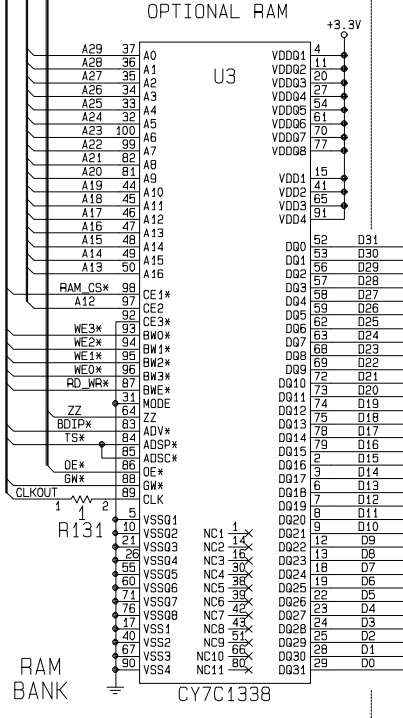 OPTIONAL RAM
+3.3V
U3
A29 37 A0 VDDQ1 4
A28 36 A1 VDDQ2 11
A27 35 A2 VDDQ3 20
A26 34 A3 VDDQ4 27
A25 33 A4 VDDQ5 54
A24 32 A5 VDDQ6 61
A23 100 A6 VDDQ7 70
A22 99 A7 VDDQ8 77
A21 82 A8
A20 81 A9 VDD1 15
A19 44 A10 VDD2 41
A18 45 A11 VDD3 65
A17 46 A12 VDD4 91
A16 47 A13
A15 48 A14 DQ0 52 D31
A14 49 A15 DQ1 53 D30
A13 50 A16 DQ2 56 D29
RAM_CS* 98 CE1* DQ3 57 D28
A12 97 CE2 DQ4 58 D27
92 CE3* DQ5 59 D26
WE3* 93 BW0* DQ6 62 D25
WE2* 94 BW1* DQ7 63 D24
WE1* 95 BW2* DQ8 68 D23
WE0* 96 BW3* DQ9 69 D22
RD_WR* 87 BWE* DQ10 72 D21
31 MODE DQ11 73 D20
ZZ 64 ZZ DQ12 74 D19
BDIP* 83 ADV* DQ13 75 D18
TS* 84 ADSP* DQ14 78 D17
85 ADSC* DQ15 79 D16
OE* 86 OE* DQ16 2 D15
GW* 88 GW* DQ17 3 D14
CLKOUT 89 CLK DQ18 6 D13
1 1 2
R131
DQ19 7 D12
5 VSSQ1 DQ20 8 D11
10 VSSQ2 NC1 1 DQ21 9 D10
21 VSSQ3 NC2 14 DQ22 12 D9
26 VSSQ4 NC3 16 DQ23 13 D8
55 VSSQ5 NC4 30 DQ24 18 D7
60 VSSQ6 NC5 38 DQ25 19 D6
71 VSSQ7 NC6 39 DQ26 22 D5
76 VSSQ8 NC7 42 DQ27 23 D4
17 VSS1 NC8 43 DQ28 24 D3
40 VSS2 NC9 51 DQ29 25 D2
67 VSS3 NC10 66 DQ30 28 D1
90 VSS4 NC11 80 DQ31 29 D0
RAM
BANK
CY7C1338